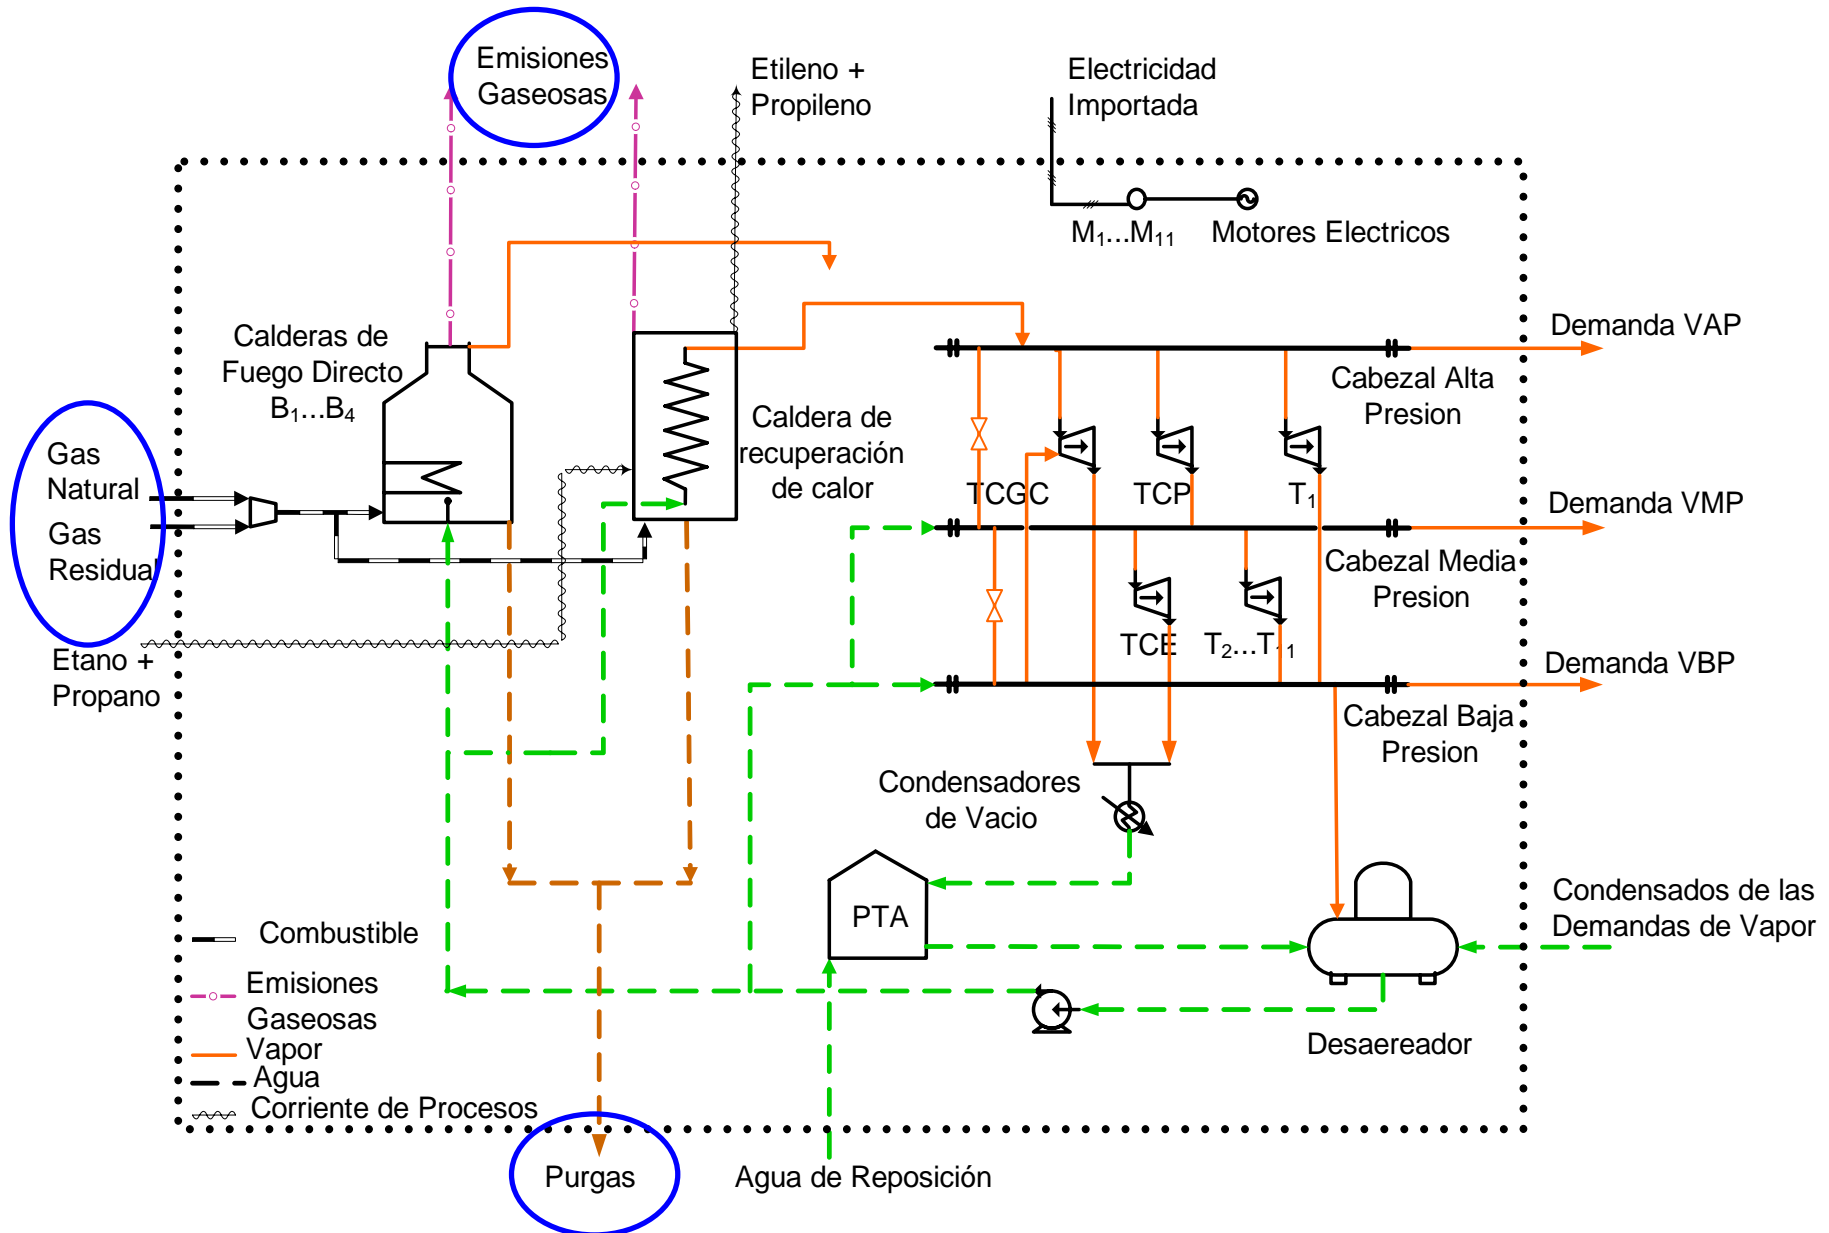 Emisiones
Gaseosas
Etileno +
Propileno
Electricidad
Importada
M1...M11
Motores Electricos
Calderas de
Fuego Directo
B1...B4
Demanda VAP
Cabezal Alta
Presion
Caldera de
recuperación
de calor
Gas
Natural
Gas
Residual
TCGC
TCP
T1
Demanda VMP
Cabezal Media
Presion
TCE
T2...T11
Etano +
Propano
Demanda VBP
Cabezal Baja
Presion
Condensadores
de Vacio
PTA
Condensados de las
Demandas de Vapor
Desaereador
Combustible
Emisiones
Gaseosas
Vapor
Agua
Corriente de Procesos
Purgas
Agua de Reposición